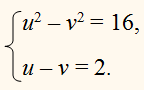 u² – v² = 16,
u – v = 2.